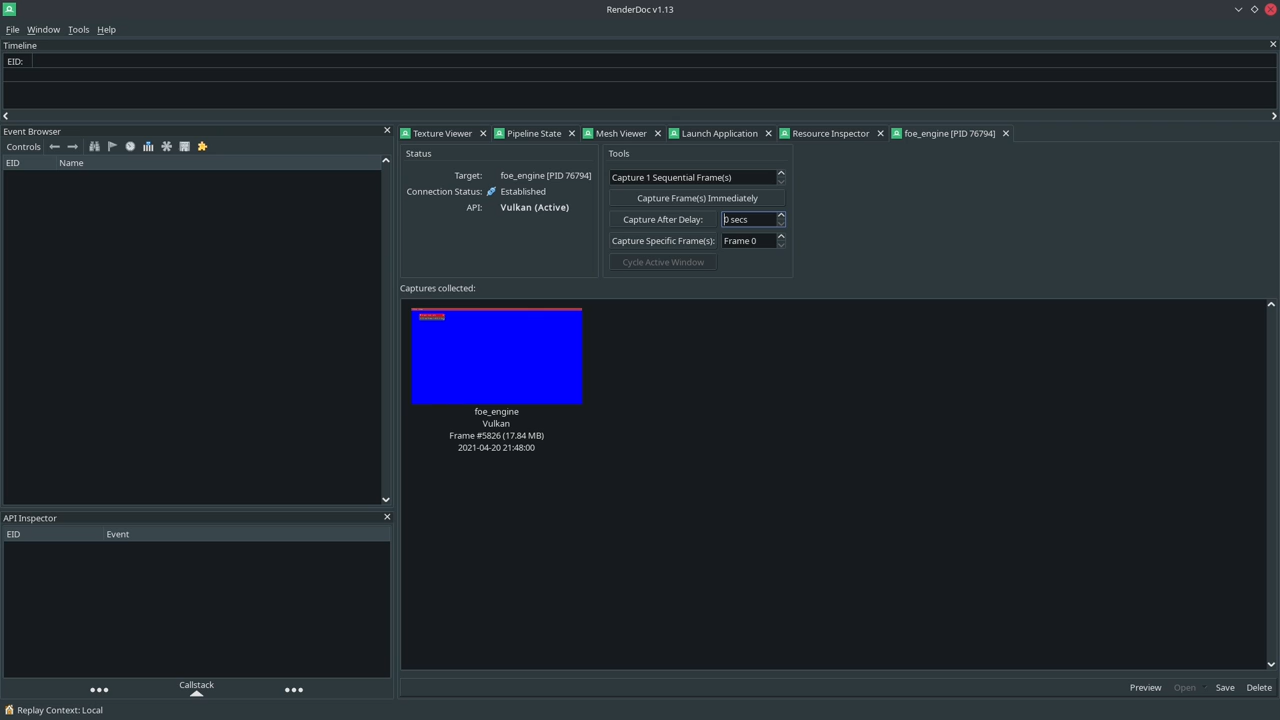 RenderDoc v1.13
File Window Tools Help
Timeline
EID:
Event Browser
Controls
EID Name
API Inspector
EID Event
Callstack
Texture Viewer Pipeline State Mesh Viewer Launch Application Resource Inspector foe_engine [PID 76794]
Status
Target: foe_engine [PID 76794]
Connection Status: Established
API: Vulkan (Active)
Tools
Capture 1 Sequential Frame(s)
Capture Frame(s) Immediately
Capture After Delay: 0 secs
Capture Specific Frame(s): Frame 0
Cycle Active Window
Captures collected:
foe_engine
Vulkan
Frame #5826 (17.84 MB)
2021-04-20 21:48:00
Preview Open Save Delete
Replay Context: Local